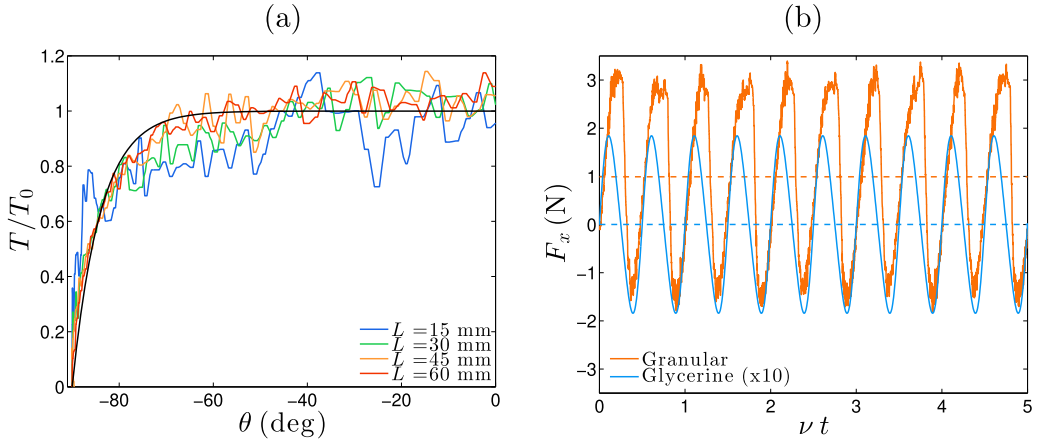 (a)
1.2
1
0.8
0.6
0.4
0.2
0
T/T0
−80
−60
−40
−20
0
θ (deg)
L =15 mm
L =30 mm
L =45 mm
L =60 mm
(b)
3
2
1
0
−1
−2
−3
Fx (N)
0
1
2
3
4
5
ν t
Granular
Glycerine (x10)